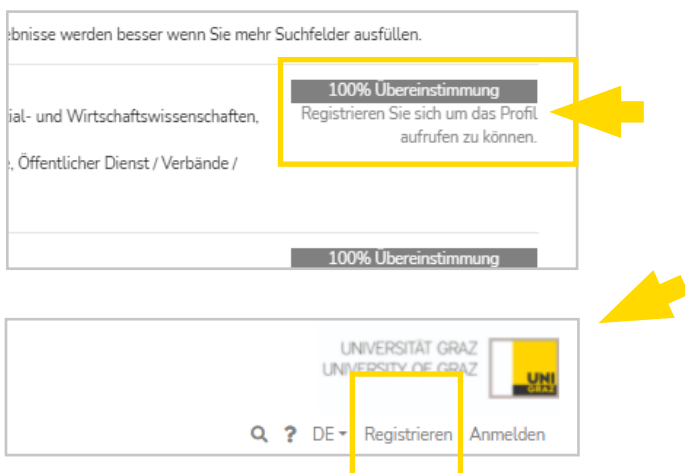 ebnisse werden besser wenn Sie mehr Suchfelder ausfüllen.
100% Übereinstimmung
ial- und Wirtschaftswissenschaften,
Registrieren Sie sich um das Profil
aufrufen zu können.
, Öffentlicher Dienst / Verbände /
100% Übereinstimmung
UNIVERSITÄT GRAZ
UNIVERSITY OF GRAZ
UNI
GRAZ
? DE Registrieren Anmelden